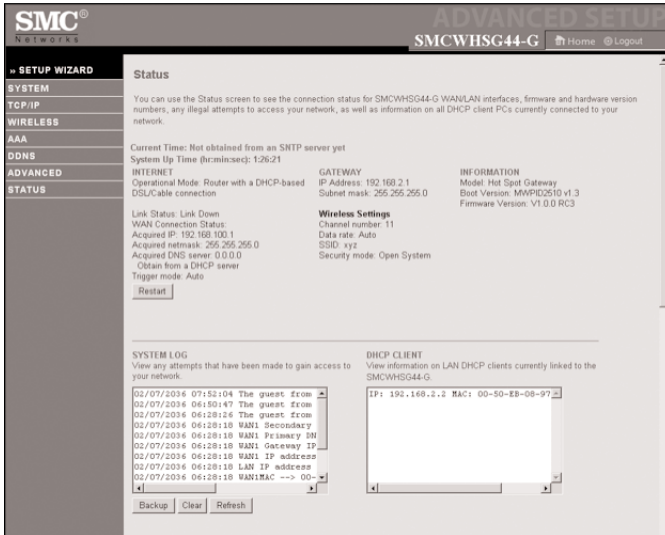 SMC®
Networks
ADVANCED SETUP
SMCWHSG44-G
Home
Logout
» SETUP WIZARD
SYSTEM
TCP/IP
WIRELESS
AAA
DDNS
ADVANCED
STATUS
Status
You can use the Status screen to see the connection status for SMCWHSG44-G WAN/LAN interfaces, firmware and hardware version
numbers, any illegal attempts to access your network, as well as information on all DHCP client PCs currently connected to your
network.
Current Time: Not obtained from an SNTP server yet
System Up Time (hr:min:sec): 1:26:21
INTERNET
Operational Mode: Router with a DHCP-based
DSL/Cable connection
Link Status: Link Down
WAN Connection Status:
Acquired IP: 192.168.100.1
Acquired netmask: 255.255.255.0
Acquired DNS server: 0.0.0.0
Obtain from a DHCP server
Trigger mode: Auto
Restart
GATEWAY
IP Address: 192.168.2.1
Subnet mask: 255.255.255.0
Wireless Settings
Channel number: 11
Data rate: Auto
SSID: xyz
Security mode: Open System
INFORMATION
Model: Hot Spot Gateway
Boot Version: MWPID2510 v1.3
Firmware Version: V1.0.0 RC3
SYSTEM LOG
View any attempts that have been made to gain access to
your network.
02/07/2036 07:52:04 The guest from
02/07/2036 06:50:47 The guest from
02/07/2036 06:28:26 The guest from
02/07/2036 06:28:18 WAN1 Secondary
02/07/2036 06:28:18 WAN1 Primary DN
02/07/2036 06:28:18 WAN1 Gateway IP
02/07/2036 06:28:18 WAN1 IP address
02/07/2036 06:28:18 LAN IP address
02/07/2036 06:28:18 WAN1MAC --> 00-
Backup
Clear
Refresh
DHCP CLIENT
View information on LAN DHCP clients currently linked to the
SMCWHSG44-G.
IP: 192.168.2.2 MAC: 00-50-EB-08-97